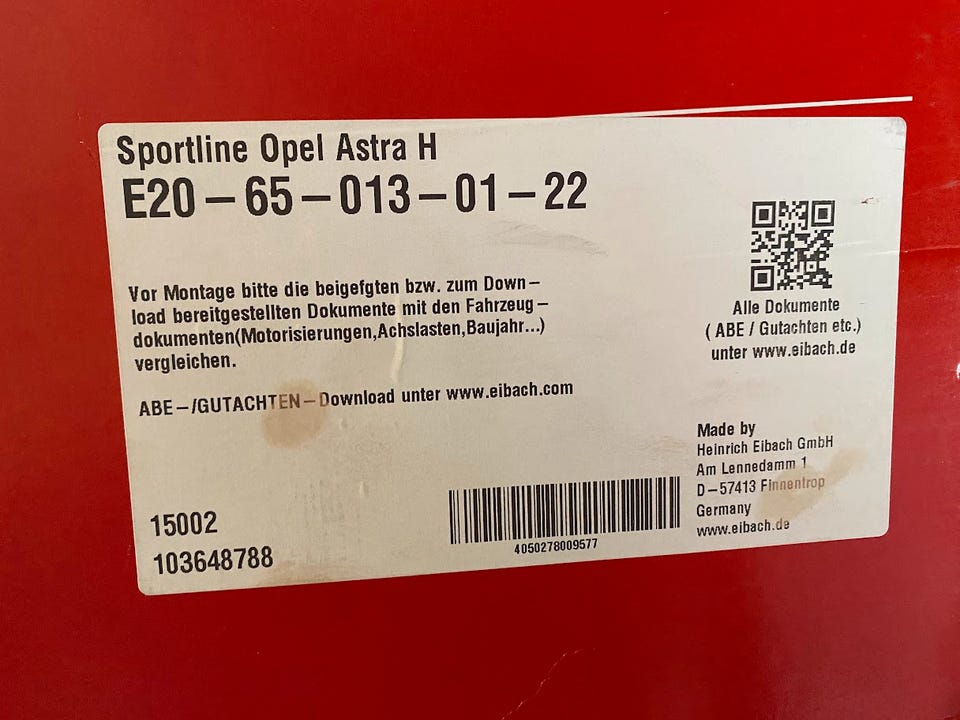 Sportline Opel Astra H
E20-65-013-01-22
Vor Montage bitte die beigefgten bzw. zum Down-
load bereitgestellten Dokumente mit den Fahrzeug-
dokumenten(Motorisierungen,Achslasten,Baujahr...)
vergleichen.
ABE-/GUTACHTEN-Download unter www.eibach.com
Alle Dokumente
( ABE / Gutachten etc.)
unter www.eibach.de
15002
103648788
4050278009577
Made by
Heinrich Eibach GmbH
Am Lennedamm 1
D-57413 Finnentrop
Germany
www.eibach.de